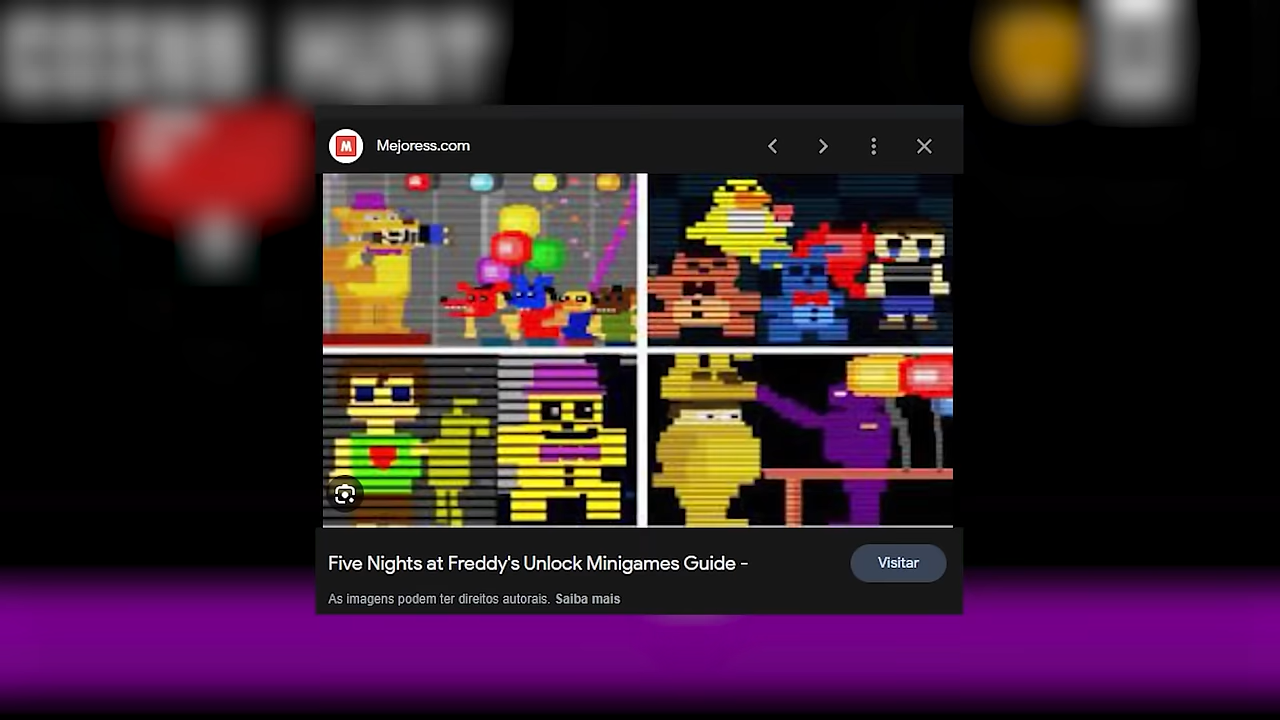 Mejoress.com
Five Nights at Freddy's Unlock Minigames Guide -
Visitar
As imagens podem ter direitos autorais. Saiba mais